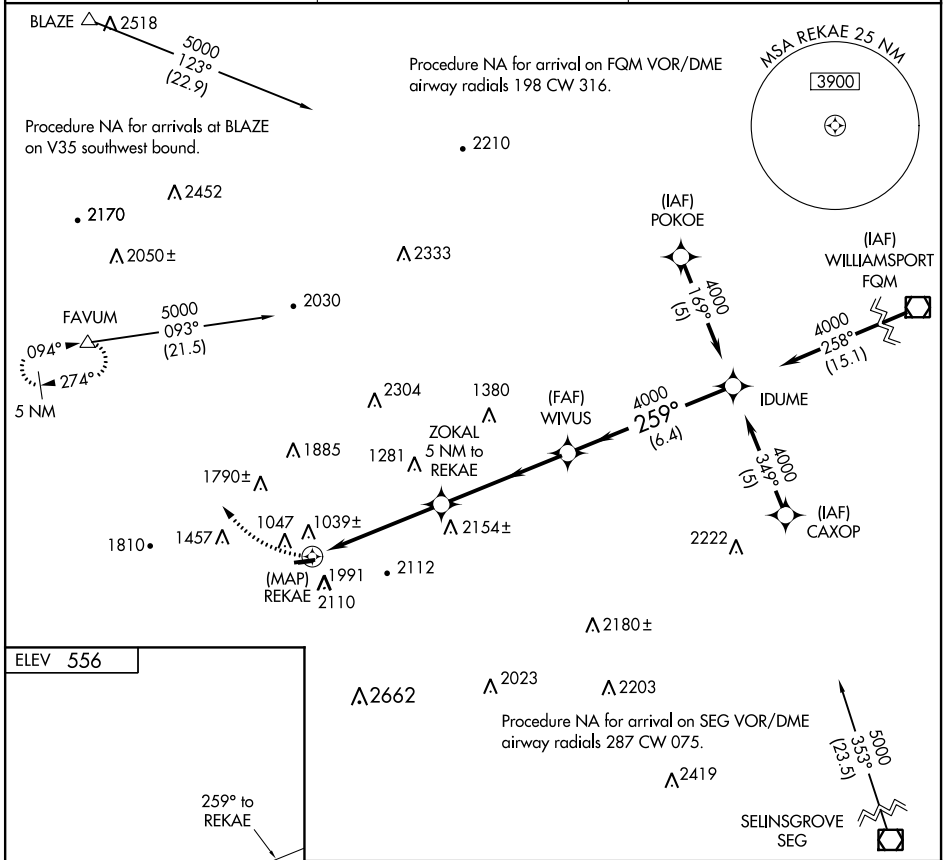 BLAZE
2518
5000
123°
(22.9)
Procedure NA for arrival on FQM VOR/DME
airway radials 198 CW 316.
MSA REKAE 25 NM
3900
Procedure NA for arrivals at BLAZE
on V35 southwest bound.
2210
2452
2170
2050±
2333
(IAF)
POKOE
4000
169°
(5)
(IAF)
WILLIAMSPORT
FQM
4000
258°
(15.1)
FAVUM
5000
093°
(21.5)
2030
094°
274°
5 NM
2304
1380
(FAF)
WIVUS
4000
259°
(6.4)
IDUME
ZOKAL
5 NM to
REKAE
1885
1281
1790±
4000
349°
(5)
(IAF)
CAXOP
1810
1457
1047
1039±
2154±
2222
(MAP)
REKAE
1991
2110
2112
2180±
ELEV 556
2662
2023
2203
Procedure NA for arrival on SEG VOR/DME
airway radials 287 CW 075.
5000
353°
(23.5)
2419
259° to
REKAE
SELINSGROVE
SEG